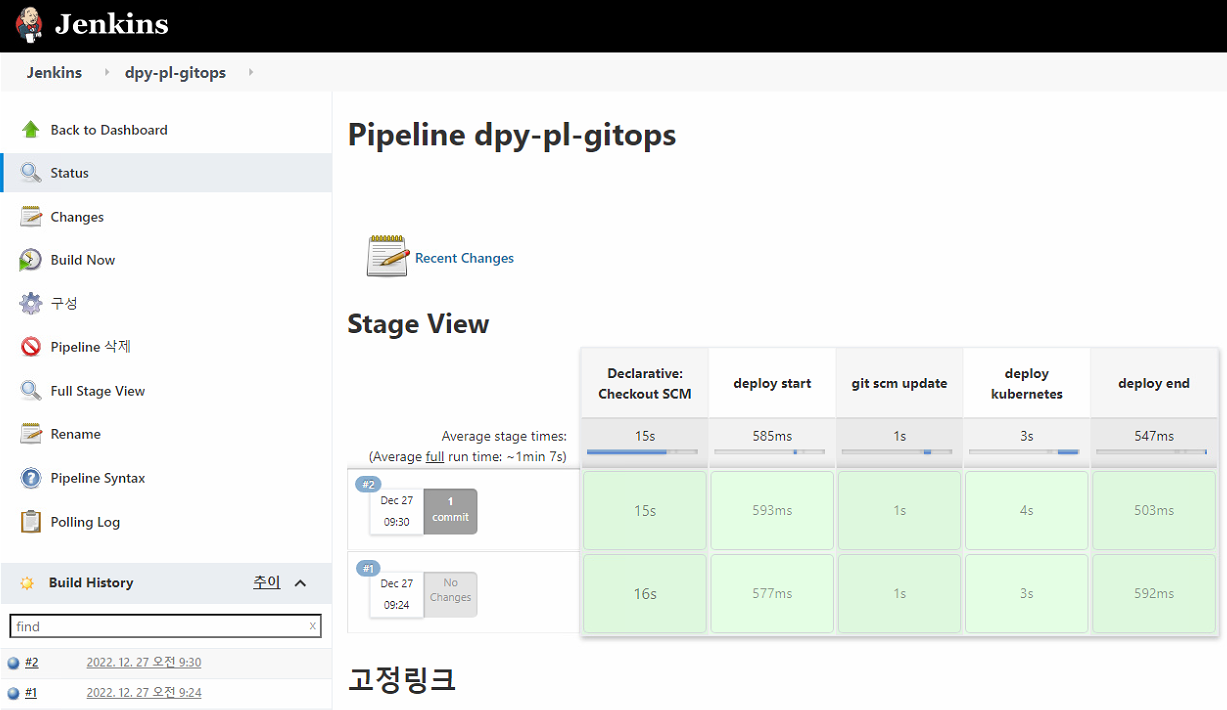 Jenkins
Jenkins
dpy-pl-gitops
Back to Dashboard
Status
Changes
Build Now
구성
Pipeline 삭제
Full Stage View
Rename
Pipeline Syntax
Polling Log
Build History 추이
find x
#2 2022. 12. 27 오전 9:30
#1 2022. 12. 27 오전 9:24
Pipeline dpy-pl-gitops
Recent Changes
Stage View
Declarative:
Checkout SCM
deploy start
git scm update
deploy
kubernetes
deploy end
Average stage times:
(Average full run time: ~1min 7s)
15s
585ms
1s
3s
547ms
#2
Dec 27
09:30
1
commit
15s
593ms
1s
4s
503ms
#1
Dec 27
09:24
No
Changes
16s
577ms
1s
3s
592ms
고정링크